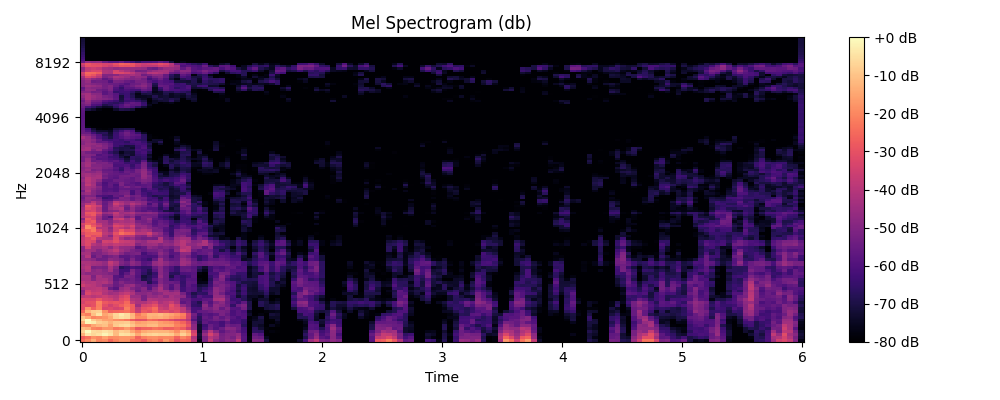 Mel Spectrogram (db)
8192
4096
2048
1024
512
0
Hz
0 1 2 3 4 5 6
Time
+0 dB
-10 dB
-20 dB
-30 dB
-40 dB
-50 dB
-60 dB
-70 dB
-80 dB